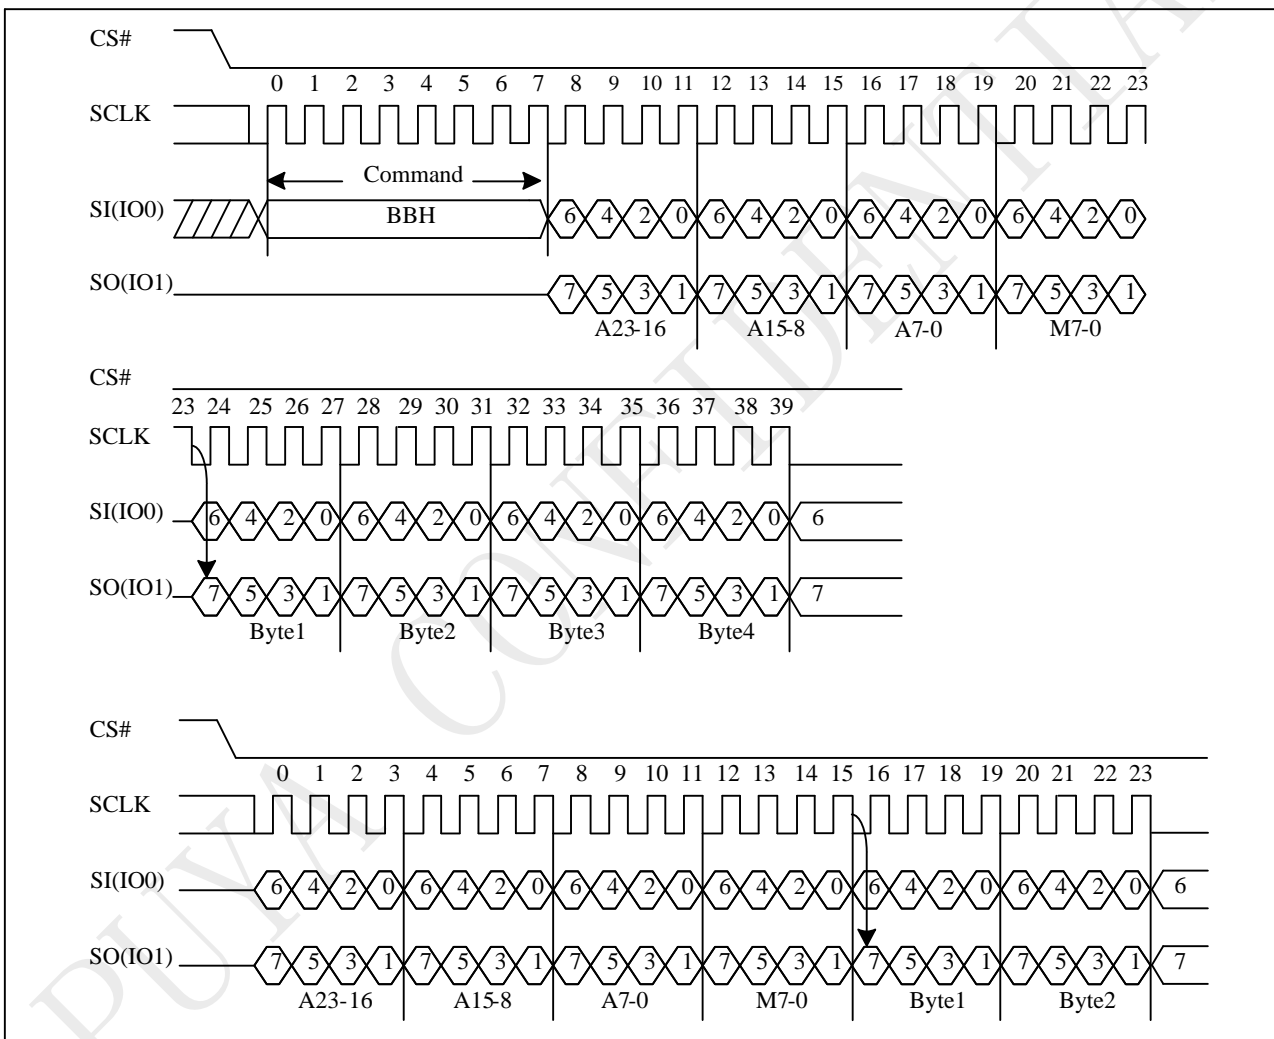 CS#
0 1 2 3 4 5 6 7 8 9 10 11 12 13 14 15 16 17 18 19 20 21 22 23
SCLK
Command
SI(IO0) BBH 6 4 2 0 6 4 2 0 6 4 2 0 6 4 2 0
SO(IO1) 7 5 3 1 7 5 3 1 7 5 3 1 7 5 3 1
A23-16 A15-8 A7-0 M7-0
CS#
23 24 25 26 27 28 29 30 31 32 33 34 35 36 37 38 39
SCLK
SI(IO0) 6 4 2 0 6 4 2 0 6 4 2 0 6 4 2 0 6
SO(IO1) 7 5 3 1 7 5 3 1 7 5 3 1 7 5 3 1 7
Byte1 Byte2 Byte3 Byte4
CS#
0 1 2 3 4 5 6 7 8 9 10 11 12 13 14 15 16 17 18 19 20 21 22 23
SCLK
SI(IO0) 6 4 2 0 6 4 2 0 6 4 2 0 6 4 2 0 6 4 2 0 6 4 2 0 6
SO(IO1) 7 5 3 1 7 5 3 1 7 5 3 1 7 5 3 1 7 5 3 1 7 5 3 1 7
A23-16 A15-8 A7-0 M7-0 Byte1 Byte2
PUYA CONFIDENTIAL